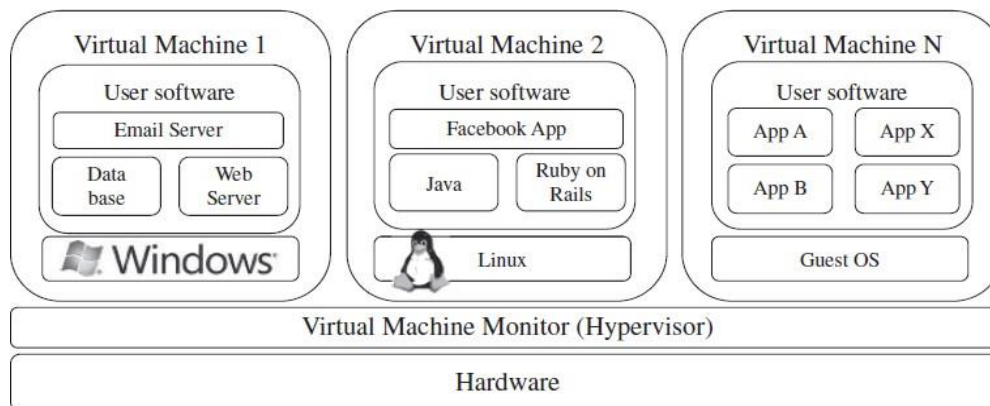 Virtual Machine 1
User software
Email Server
Data
base
Web
Server
Windows
Virtual Machine 2
User software
Facebook App
Java
Ruby on
Rails
Linux
Virtual Machine N
User software
App A
App X
App B
App Y
Guest OS
Virtual Machine Monitor (Hypervisor)
Hardware